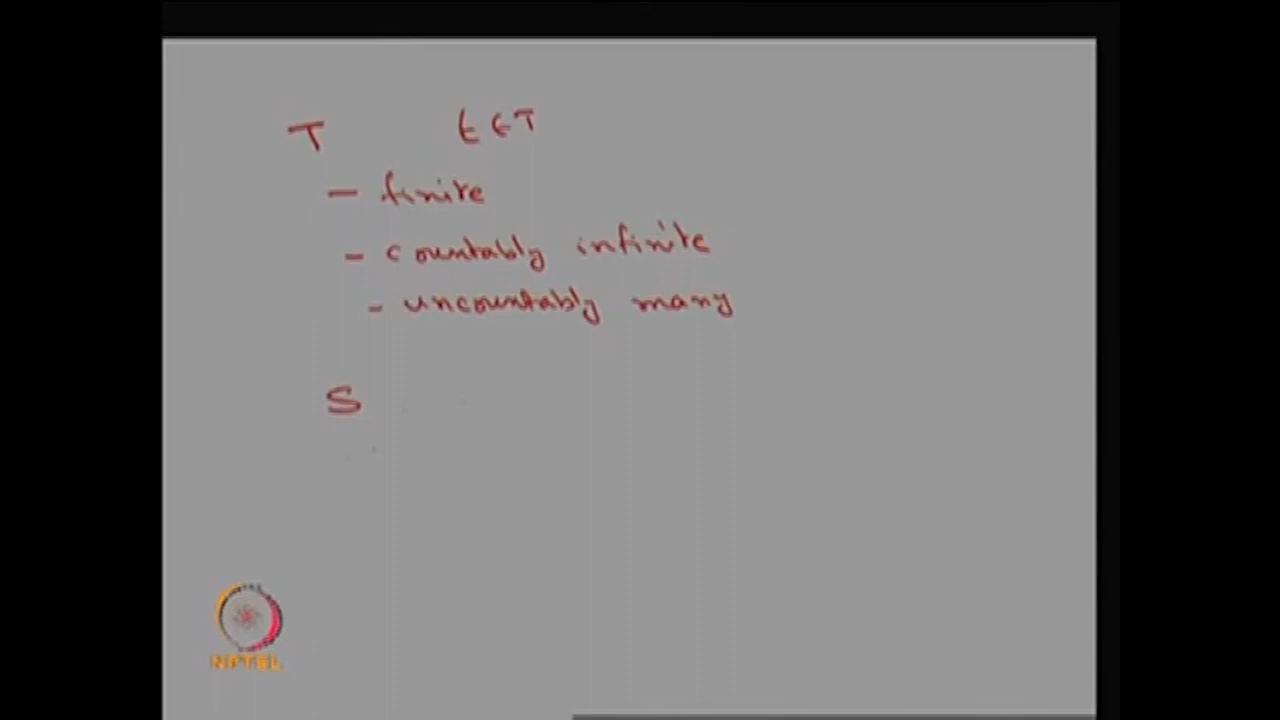 T t ∈ T
- finite
- countably infinite
- uncountably many
S
NPTEL